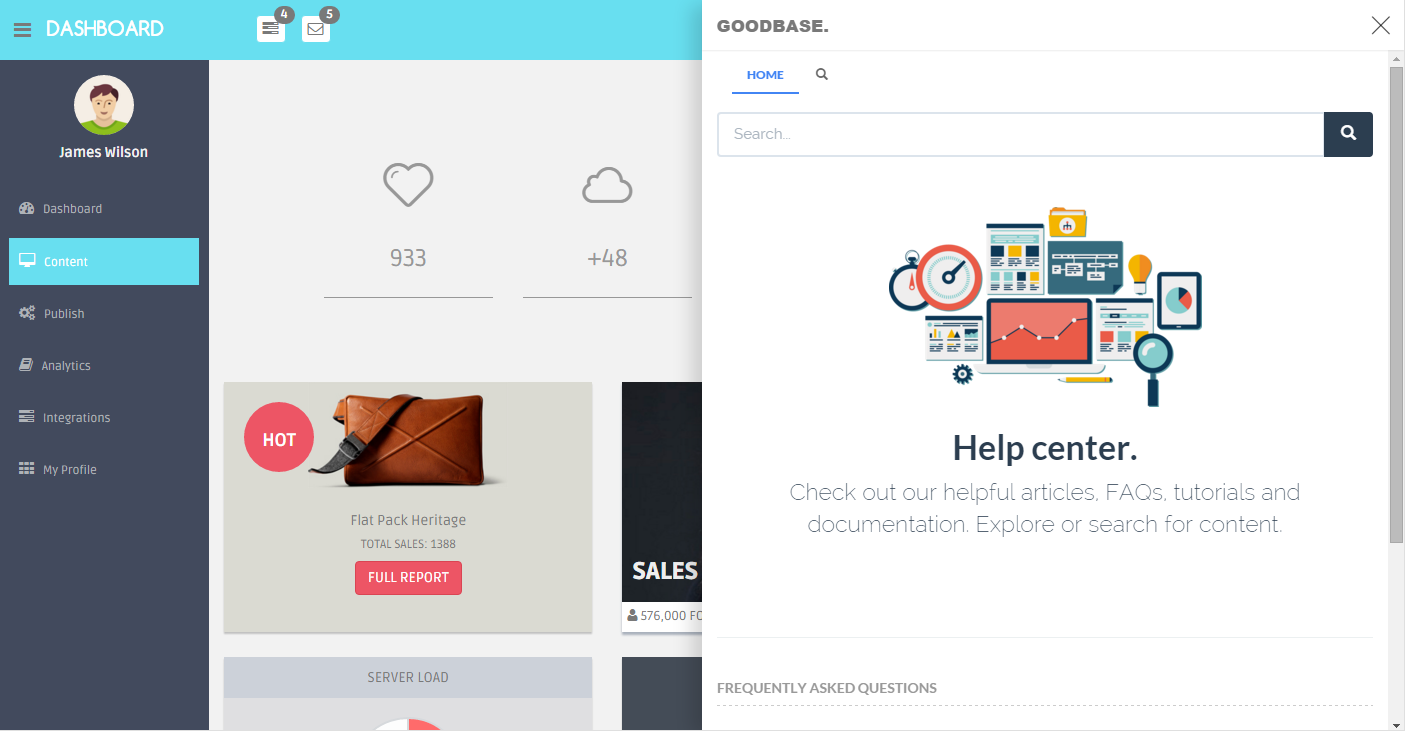 DASHBOARD
4
5
James Wilson
Dashboard
Content
Publish
Analytics
Integrations
My Profile
933
+48
HOT
Flat Pack Heritage
TOTAL SALES: 1388
FULL REPORT
SALES
576,000 FO
SERVER LOAD
GOODBASE.
HOME
Search...
Help center.
Check out our helpful articles, FAQs, tutorials and
documentation. Explore or search for content.
FREQUENTLY ASKED QUESTIONS